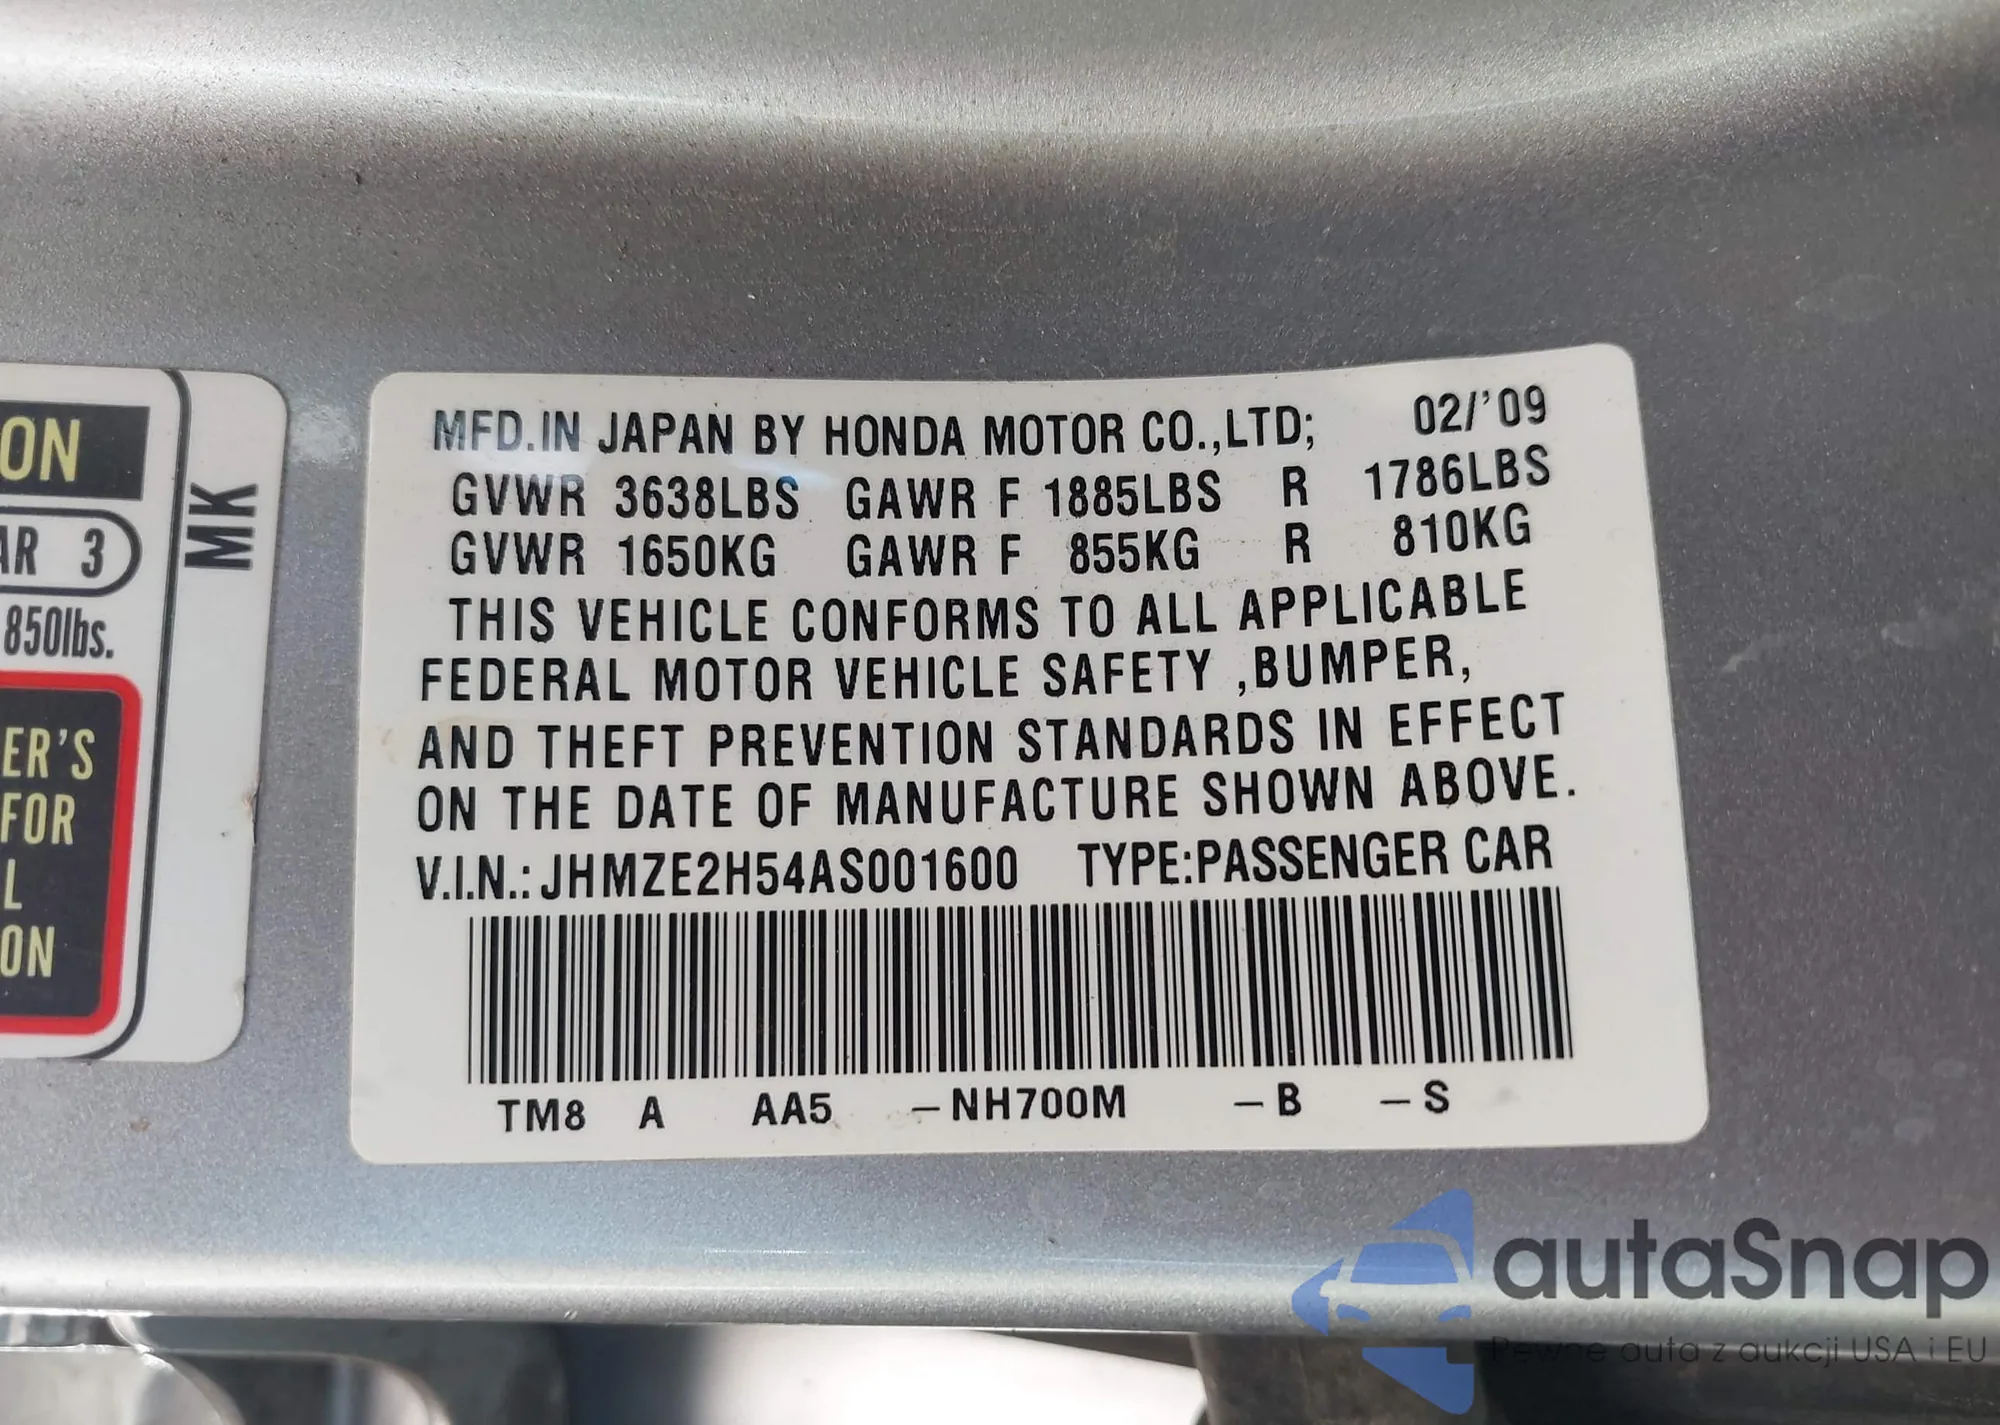 ON
AR 3
850lbs.
ER'S
FOR
L
ON
MK
MFD.IN JAPAN BY HONDA MOTOR CO.,LTD; 02/'09
GVWR 3638LBS GAWR F 1885LBS R 1786LBS
GVWR 1650KG GAWR F 855KG R 810KG
THIS VEHICLE CONFORMS TO ALL APPLICABLE
FEDERAL MOTOR VEHICLE SAFETY ,BUMPER,
AND THEFT PREVENTION STANDARDS IN EFFECT
ON THE DATE OF MANUFACTURE SHOWN ABOVE.
V.I.N.: JHMZE2H54AS001600 TYPE:PASSENGER CAR
TM8 A AA5 –NH700M –B –S
autaSnap
Pewne auta z aukcji USA i EU